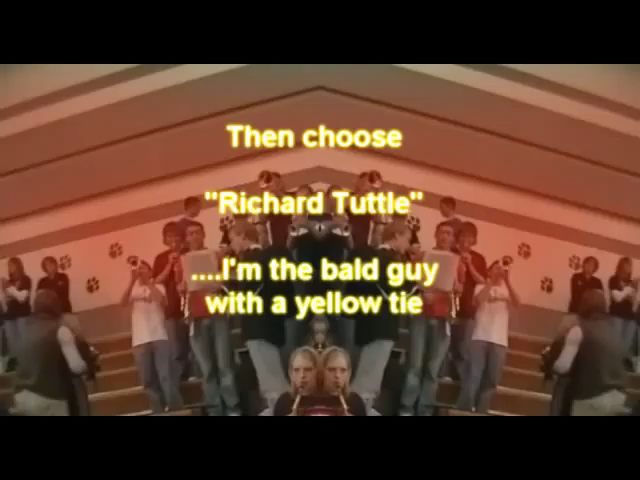 Then choose
"Richard Tuttle"
....I'm the bald guy
with a yellow tie